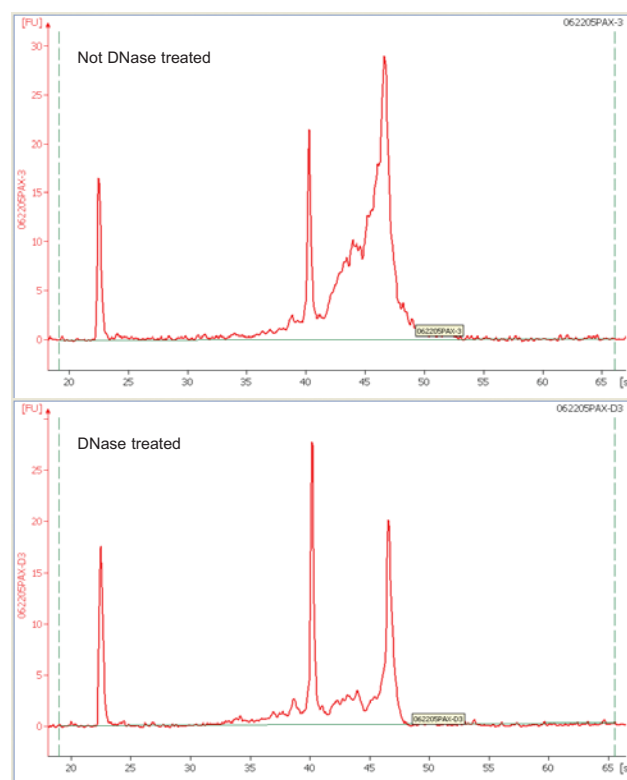 [FU] 062205PAX-3
Not DNase treated
30
25
20
15
10
5
0
062205PAX-3
062205PAX-3
20 25 30 35 40 45 50 55 60 65 [s
[FU] 062205PAX-D3
DNase treated
25
20
15
10
5
0
062205PAX-D3
062205PAX-D3
20 25 30 35 40 45 50 55 60 65 [s